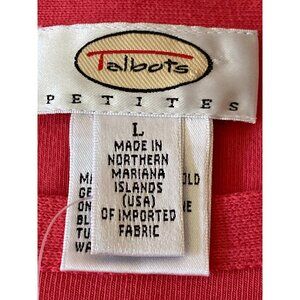 Talbots
PETITES
L
MADE IN
NORTHERN
MARIANA
ISLANDS
(USA)
OF IMPORTED
FABRIC